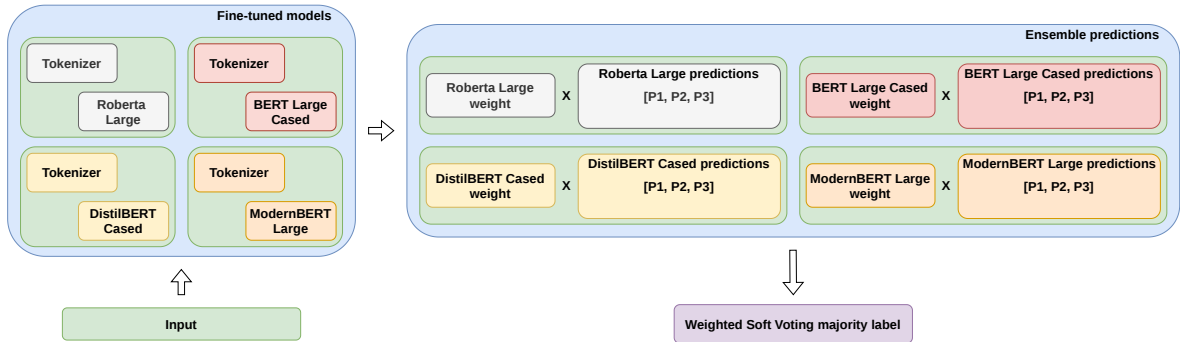 Fine-tuned models
Tokenizer
Roberta
Large
Tokenizer
BERT Large
Cased
Tokenizer
DistilBERT
Cased
Tokenizer
ModernBERT
Large
Input
Ensemble predictions
Roberta Large
weight
X
Roberta Large predictions
[P1, P2, P3]
BERT Large Cased
weight
X
BERT Large Cased predictions
[P1, P2, P3]
DistilBERT Cased
weight
X
DistilBERT Cased predictions
[P1, P2, P3]
ModernBERT Large
weight
X
ModernBERT Large predictions
[P1, P2, P3]
Weighted Soft Voting majority label